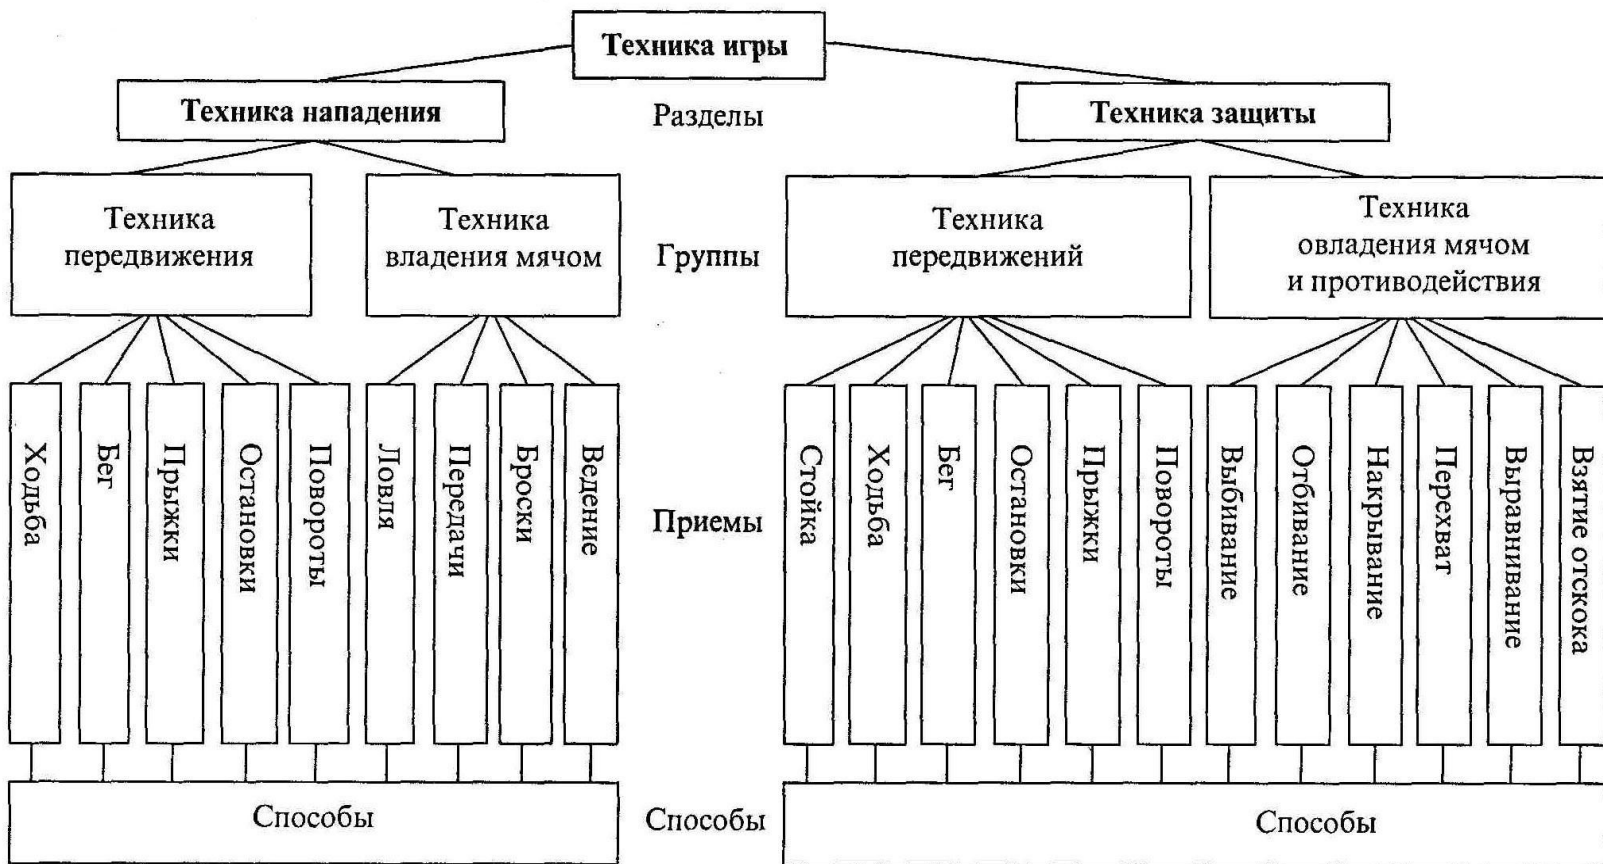 Техника игры
Техника нападения
Разделы
Техника защиты
Техника
передвижения
Техника
владения мячом
Группы
Техника
передвижений
Техника
овладения мячом
и противодействия
Ходьба
Бег
Прыжки
Остановки
Повороты
Ловля
Передачи
Броски
Ведение
Приемы
Стойка
Ходьба
Бег
Остановки
Прыжки
Повороты
Выбивание
Отбивание
Накрывание
Перехват
Выравнивание
Взятие отскока
Способы
Способы
Способы